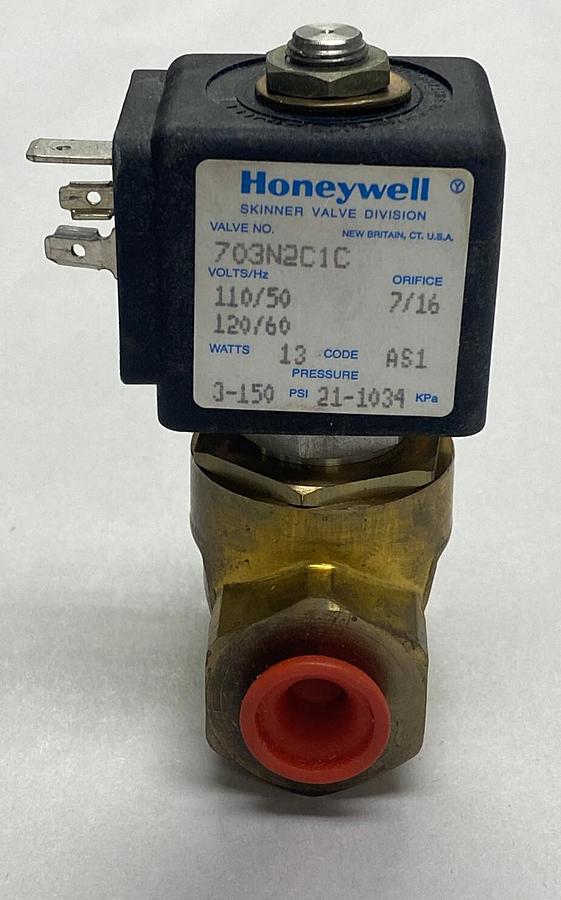 Honeywell
SKINNER VALVE DIVISION
VALVE NO. NEW BRITAIN, CT. U.S.A.
703N2C1C
VOLTS/Hz ORIFICE
110/50 7/16
120/60
WATTS 13 CODE AS1
PRESSURE
3-150 PSI 21-1034 KPa